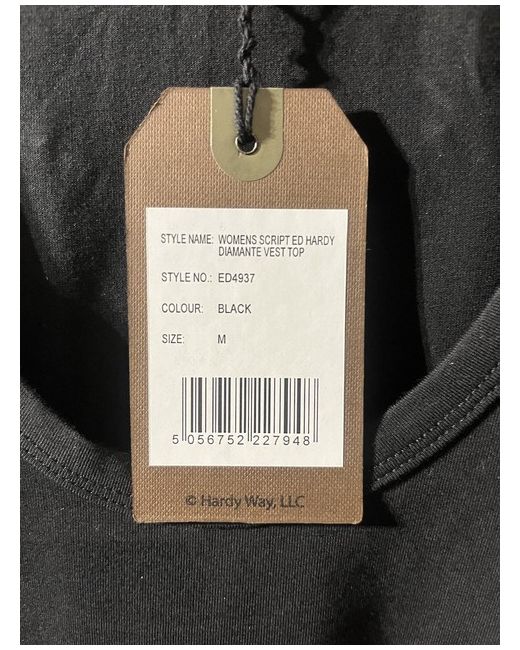 STYLE NAME: WOMENS SCRIPT ED HARDY
DIAMANTE VEST TOP
STYLE NO.: ED4937
COLOUR: BLACK
SIZE: M
5 056752 227948
© Hardy Way, LLC